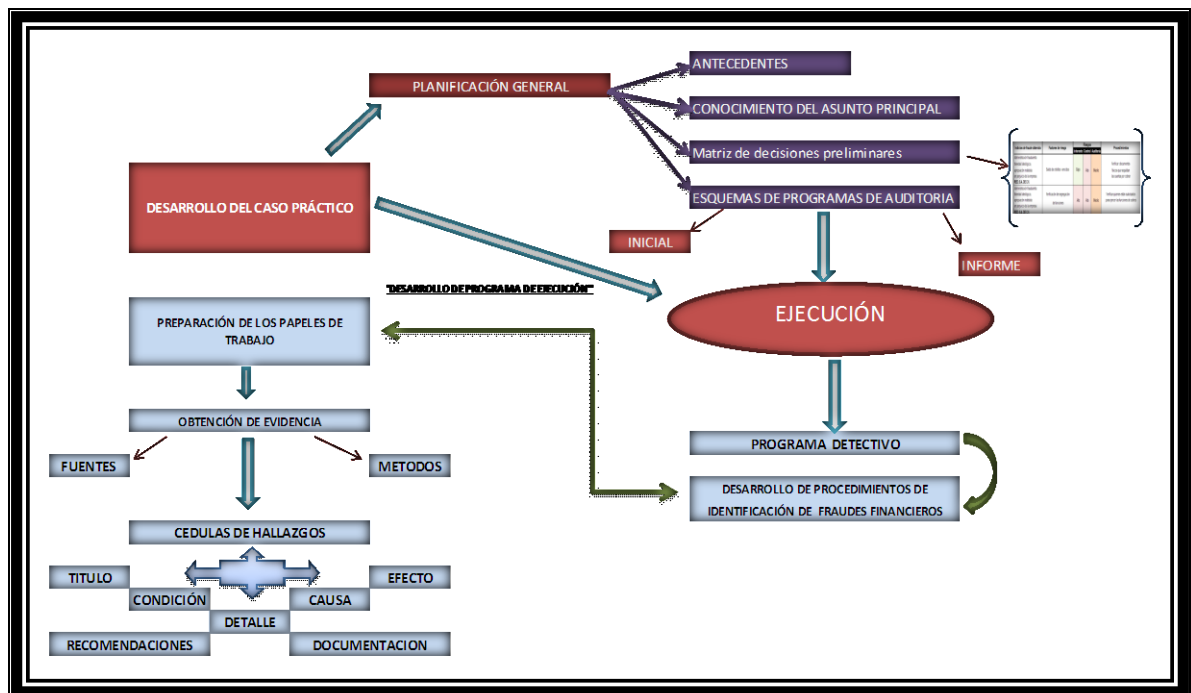 PLANIFICACIÓN GENERAL
ANTECEDENTES
CONOCIMIENTO DEL ASUNTO PRINCIPAL
Matriz de decisiones preliminares
ESQUEMAS DE PROGRAMAS DE AUDITORIA
INICIAL
INFORME
DESARROLLO DEL CASO PRÁCTICO
"DESARROLLO DE PROGRAMA DE EJECUCIÓN"
EJECUCIÓN
PROGRAMA DETECTIVO
DESARROLLO DE PROCEDIMIENTOS DE
IDENTIFICACIÓN DE FRAUDES FINANCIEROS
PREPARACIÓN DE LOS PAPELES DE
TRABAJO
OBTENCIÓN DE EVIDENCIA
FUENTES
METODOS
CEDULAS DE HALLAZGOS
TITULO
EFECTO
CONDICIÓN
CAUSA
DETALLE
RECOMENDACIONES
DOCUMENTACION